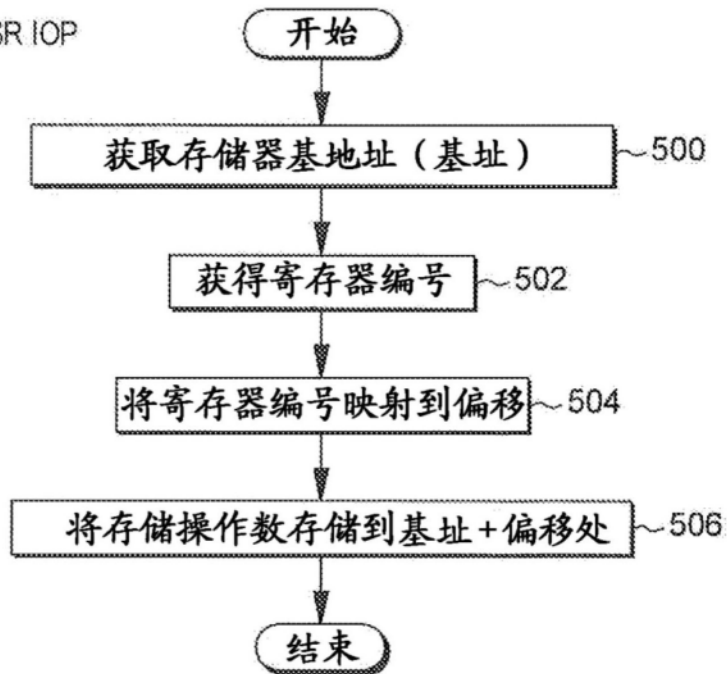 IOP
开始
获取存储器基地址（基址） 500
获得寄存器编号 502
将寄存器编号映射到偏移 504
将存储操作数存储到基址+偏移处 506
结束